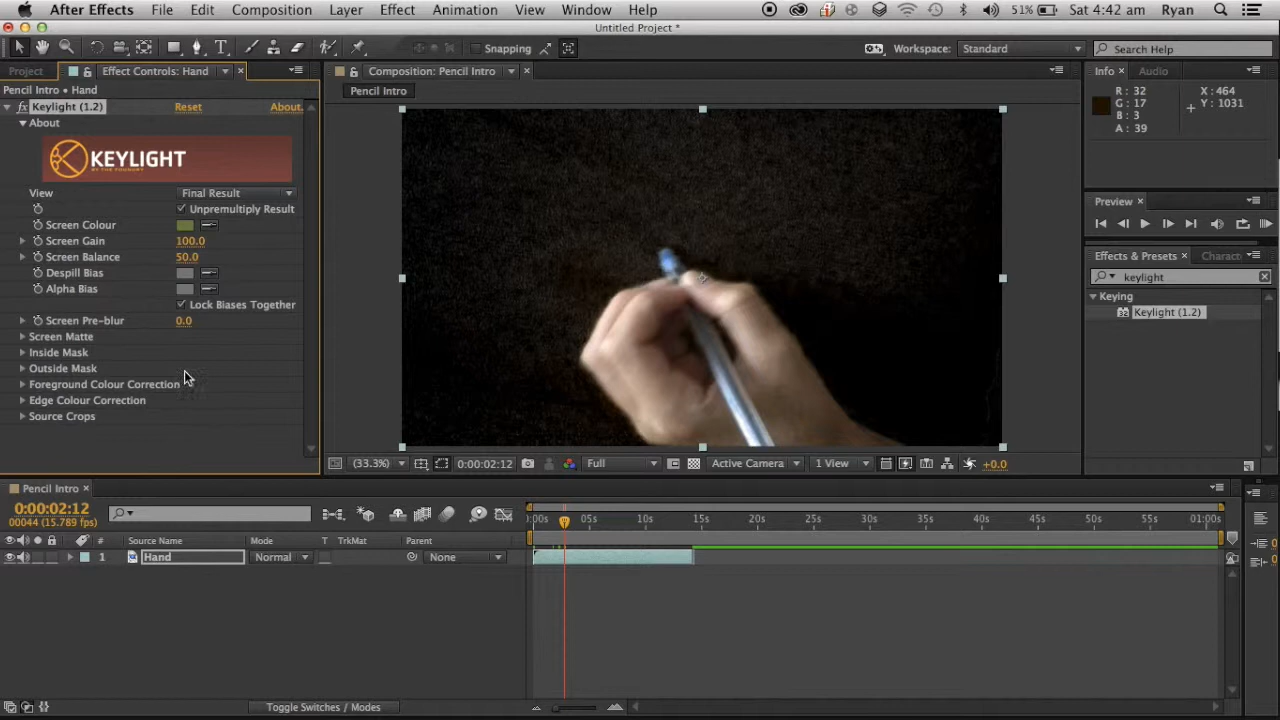 After Effects File Edit Composition Layer Effect Animation View Window Help 51% Sat 4:42 am Ryan
Untitled Project *
Snapping Workspace: Standard Search Help
Project Effect Controls: Hand Composition: Pencil Intro Info Audio
Pencil Intro • Hand Pencil Intro
fx Keylight (1.2) Reset About.
About
KEYLIGHT
BY THE FOUNDRY
View Final Result
Unpremultiply Result
Screen Colour
Screen Gain 100.0
Screen Balance 50.0
Despill Bias
Alpha Bias
Lock Biases Together
Screen Pre-blur 0.0
Screen Matte
Inside Mask
Outside Mask
Foreground Colour Correction
Edge Colour Correction
Source Crops
R: 32 X: 464
G: 17 Y: 1031
B: 3
A: 39
Preview
Effects & Presets Charact
keylight
Keying
Keylight (1.2)
(33.3%) 0:00:02:12 Full Active Camera 1 View +0.0
Pencil Intro
0:00:02:12
00044 (15.789 fps)
:00s 05s 10s 15s 20s 25s 30s 35s 40s 45s 50s 55s 01:00s
# Source Name Mode T TrkMat Parent
1 Hand Normal None
Toggle Switches / Modes